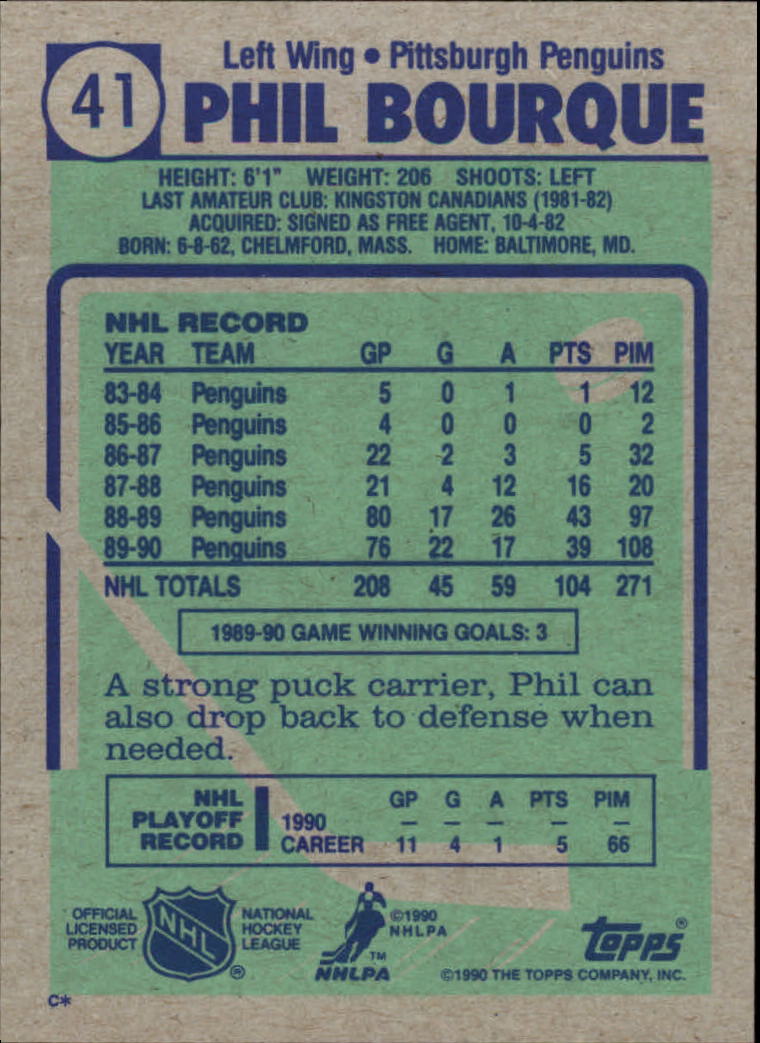 41
Left Wing • Pittsburgh Penguins
PHIL BOURQUE
HEIGHT: 6'1" WEIGHT: 206 SHOOTS: LEFT
LAST AMATEUR CLUB: KINGSTON CANADIANS (1981-82)
ACQUIRED: SIGNED AS FREE AGENT, 10-4-82
BORN: 6-8-62, CHELMFORD, MASS. HOME: BALTIMORE, MD.
NHL RECORD
YEAR TEAM GP G A PTS PIM
83-84 Penguins 5 0 1 1 12
85-86 Penguins 4 0 0 0 2
86-87 Penguins 22 2 3 5 32
87-88 Penguins 21 4 12 16 20
88-89 Penguins 80 17 26 43 97
89-90 Penguins 76 22 17 39 108
NHL TOTALS 208 45 59 104 271
1989-90 GAME WINNING GOALS: 3
A strong puck carrier, Phil can
also drop back to defense when
needed.
NHL PLAYOFF RECORD
GP G A PTS PIM
1990 — — — — —
CAREER 11 4 1 5 66
OFFICIAL
LICENSED
PRODUCT
NHL
®
NATIONAL
HOCKEY
LEAGUE
©1990
NHLPA
TM
NHLPA
topps®
©1990 THE TOPPS COMPANY, INC.
C*